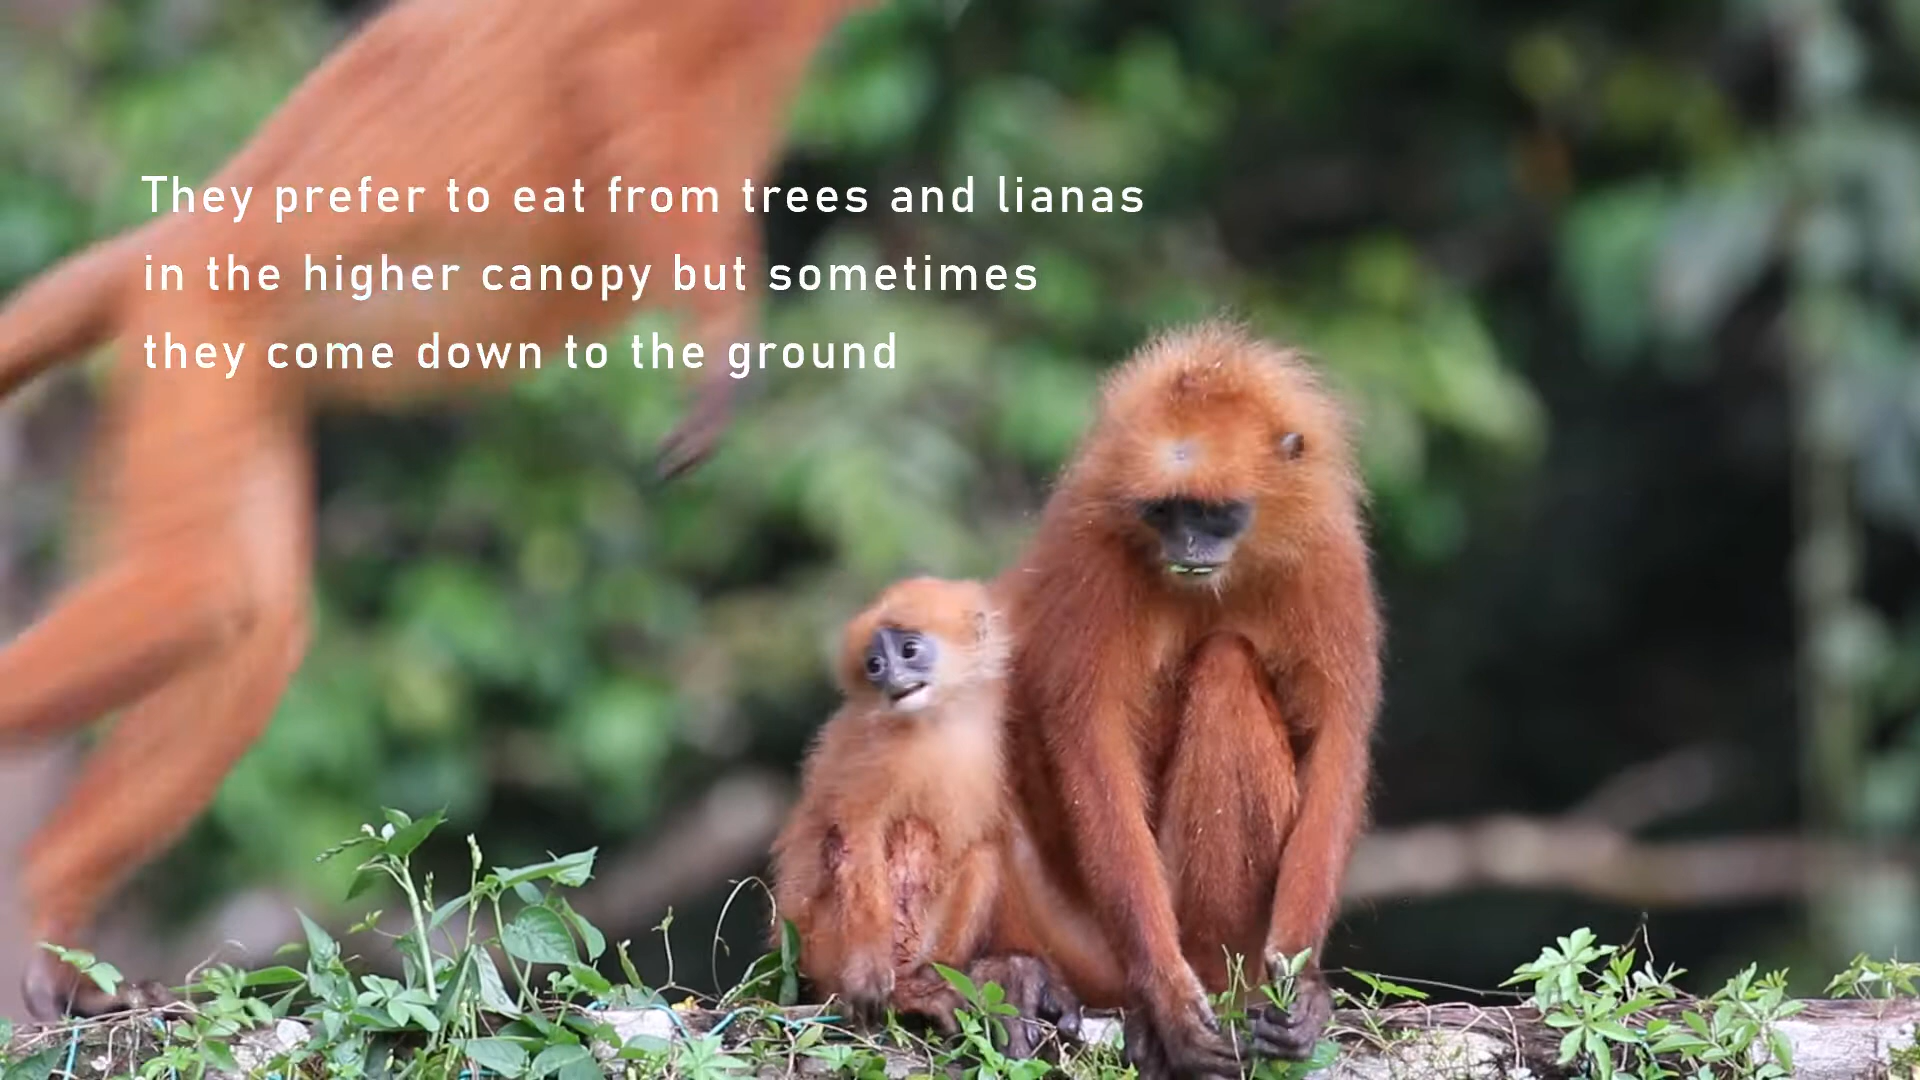 They prefer to eat from trees and lianas
in the higher canopy but sometimes
they come down to the ground